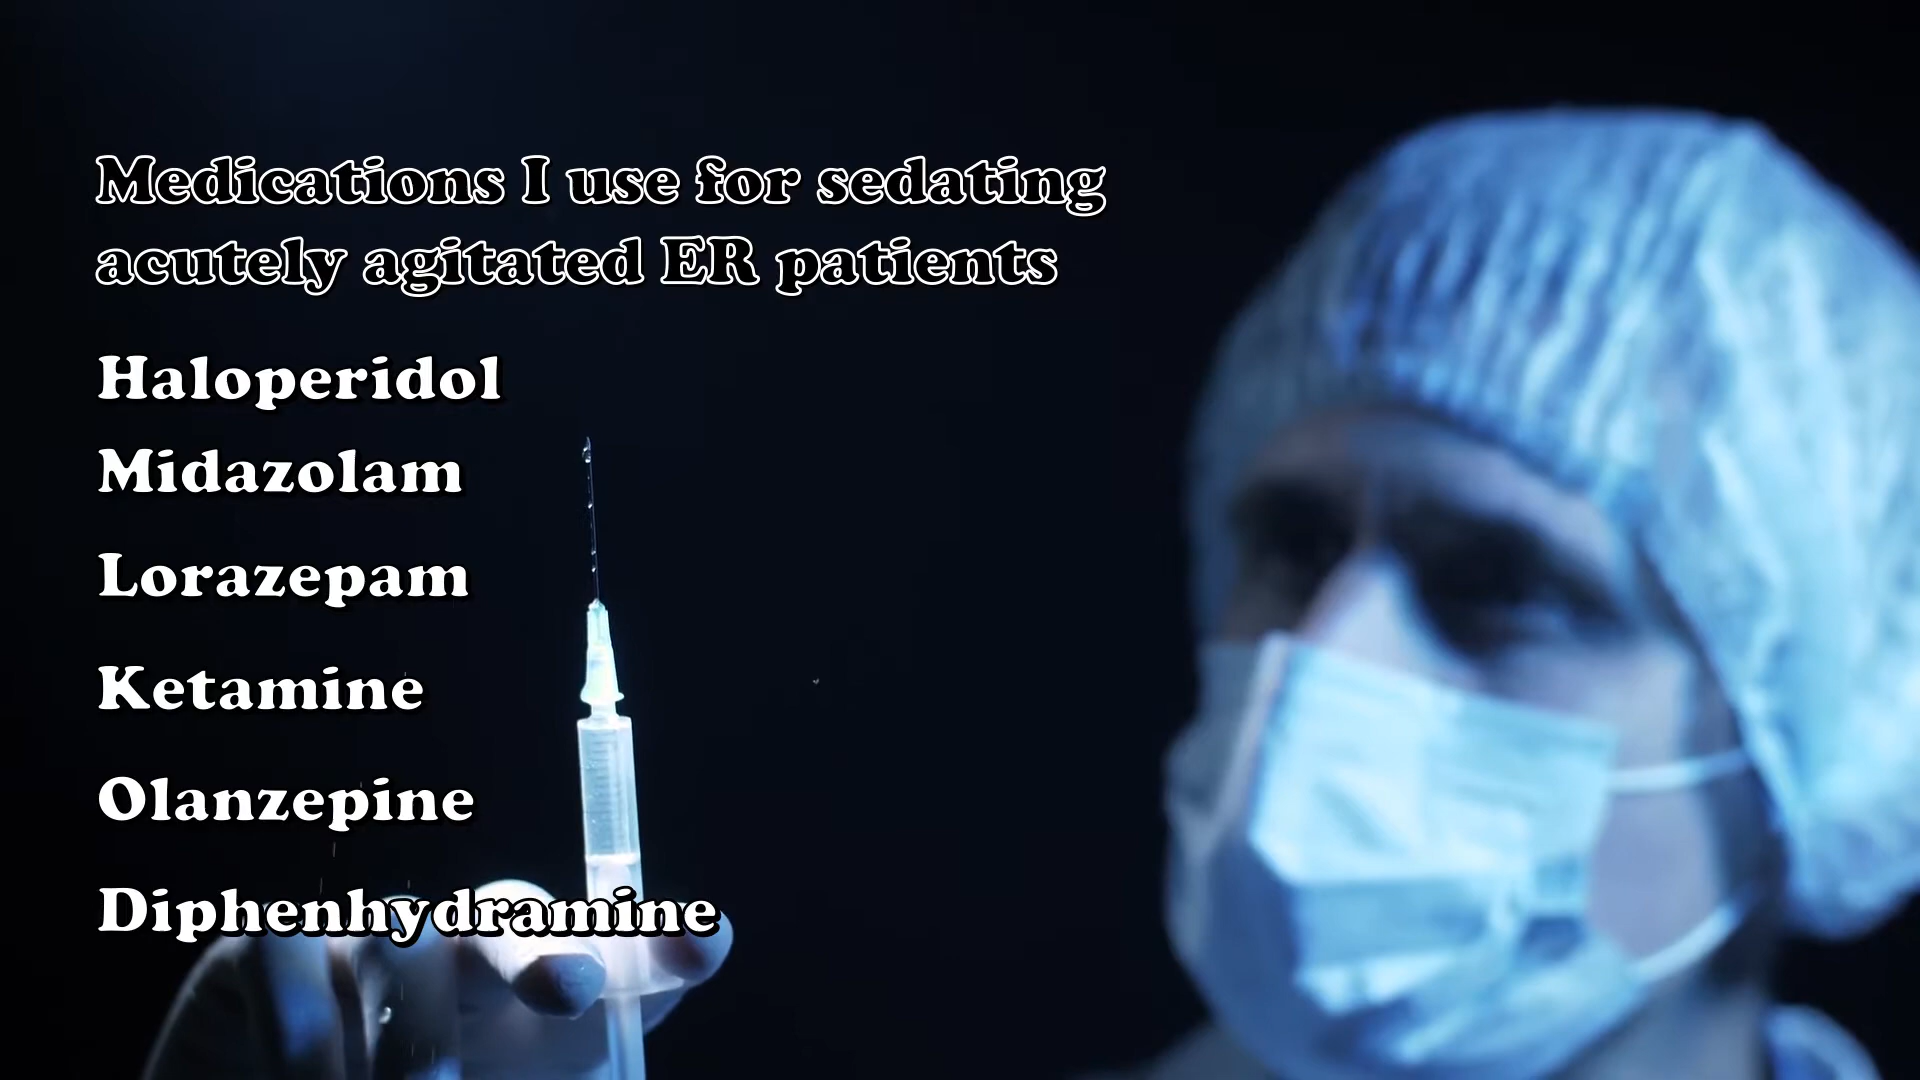 Medications I use for sedating
acutely agitated ER patients
Haloperidol
Midazolam
Lorazepam
Ketamine
Olanzepine
Diphenhydramine